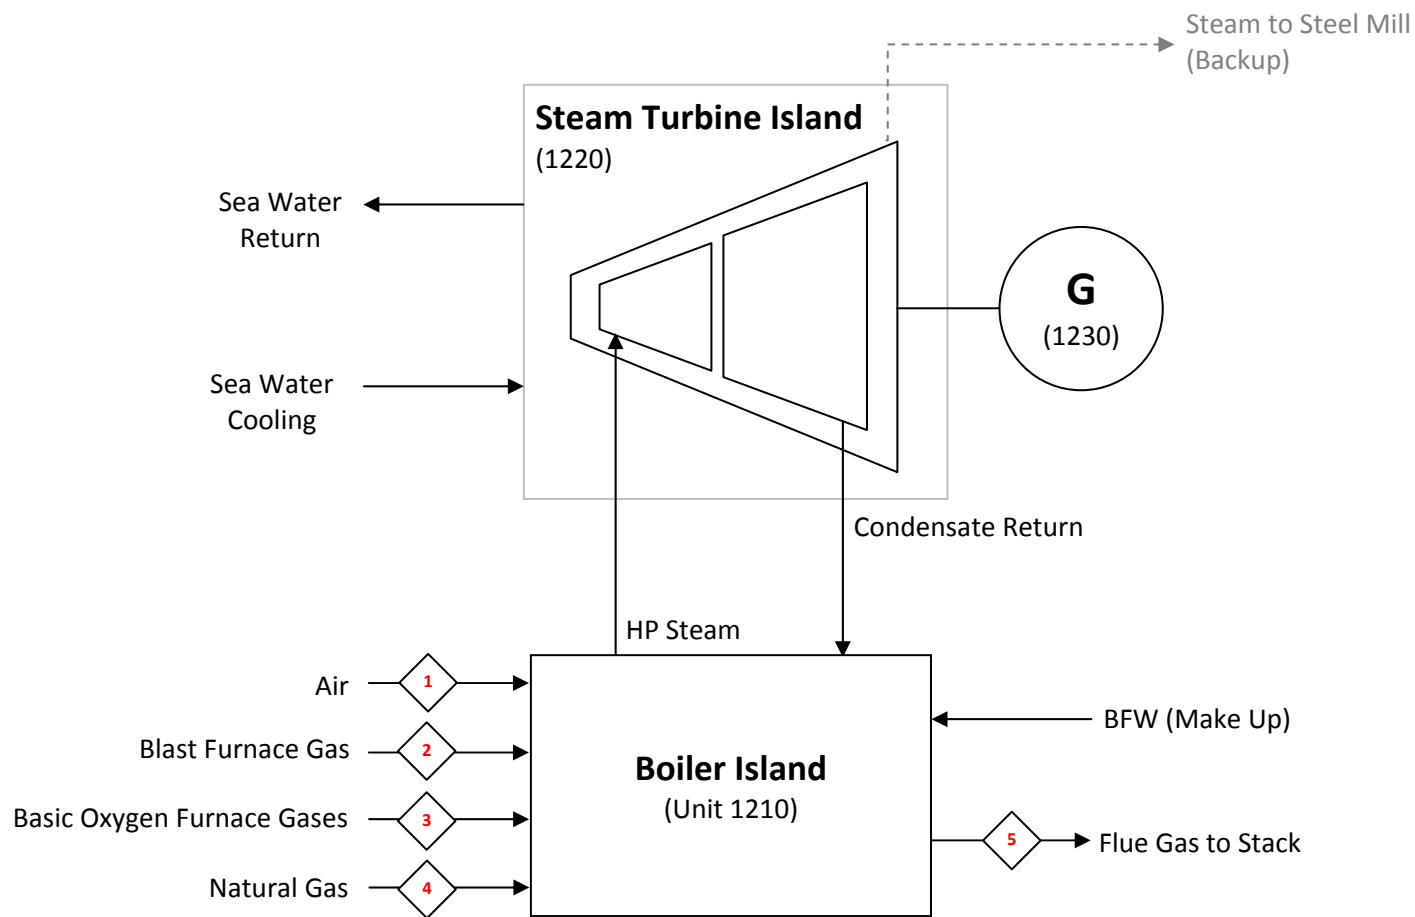 Steam to Steel Mill
(Backup)
Steam Turbine Island
(1220)
Sea Water
Return
G
(1230)
Sea Water
Cooling
Condensate Return
HP Steam
Air
1
BFW (Make Up)
Blast Furnace Gas
2
Boiler Island
(Unit 1210)
Basic Oxygen Furnace Gases
3
5
Flue Gas to Stack
Natural Gas
4